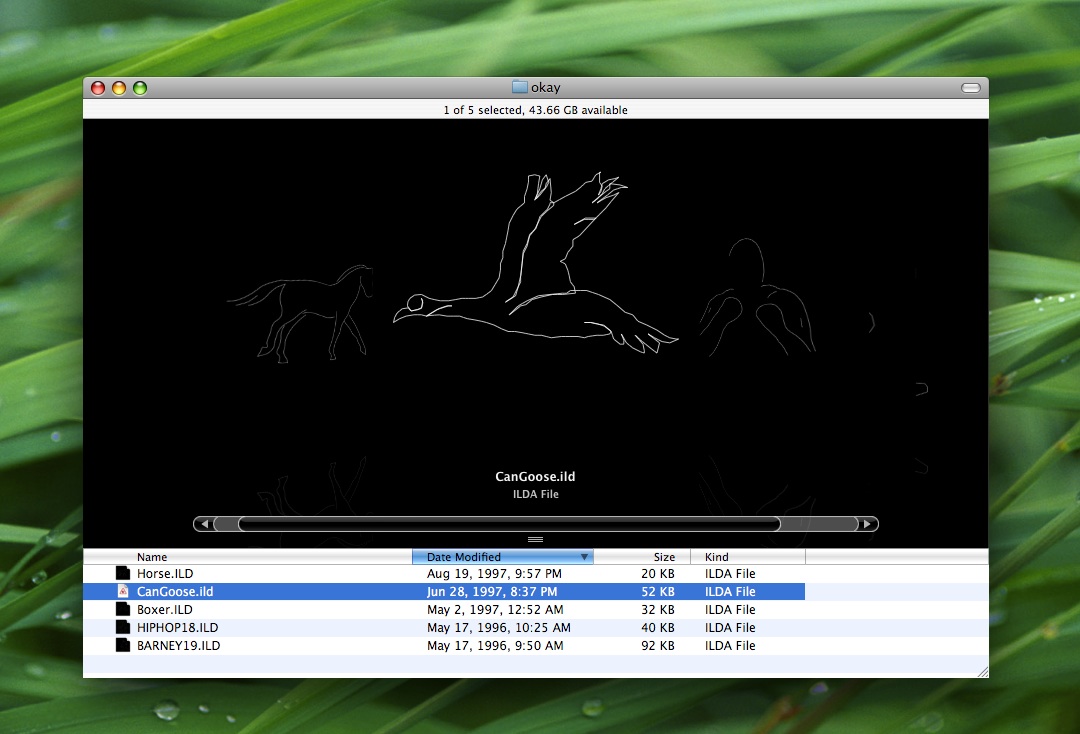 okay
1 of 5 selected, 43.66 GB available
CanGoose.ild
ILDA File
Name Date Modified Size Kind
Horse.ILD Aug 19, 1997, 9:57 PM 20 KB ILDA File
CanGoose.ild Jun 28, 1997, 8:37 PM 52 KB ILDA File
Boxer.ILD May 2, 1997, 12:52 AM 32 KB ILDA File
HIPHOP18.ILD May 17, 1996, 10:25 AM 40 KB ILDA File
BARNEY19.ILD May 17, 1996, 9:50 AM 92 KB ILDA File